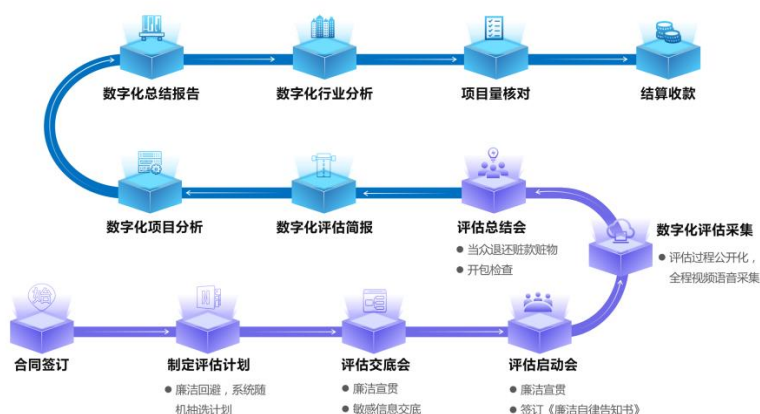 数字化总结报告
数字化行业分析
项目量核对
结算收款
数字化项目分析
数字化评估简报
评估总结会
● 当众退还赃款赃物
● 开包检查
数字化评估采集
● 评估过程公开化，
全程视频语音采集
合同签订
制定评估计划
● 廉洁回避，系统随
机抽选计划
评估交底会
● 廉洁宣贯
● 敏感信息交底
评估启动会
● 廉洁宣贯
● 签订《廉洁自律告知书》